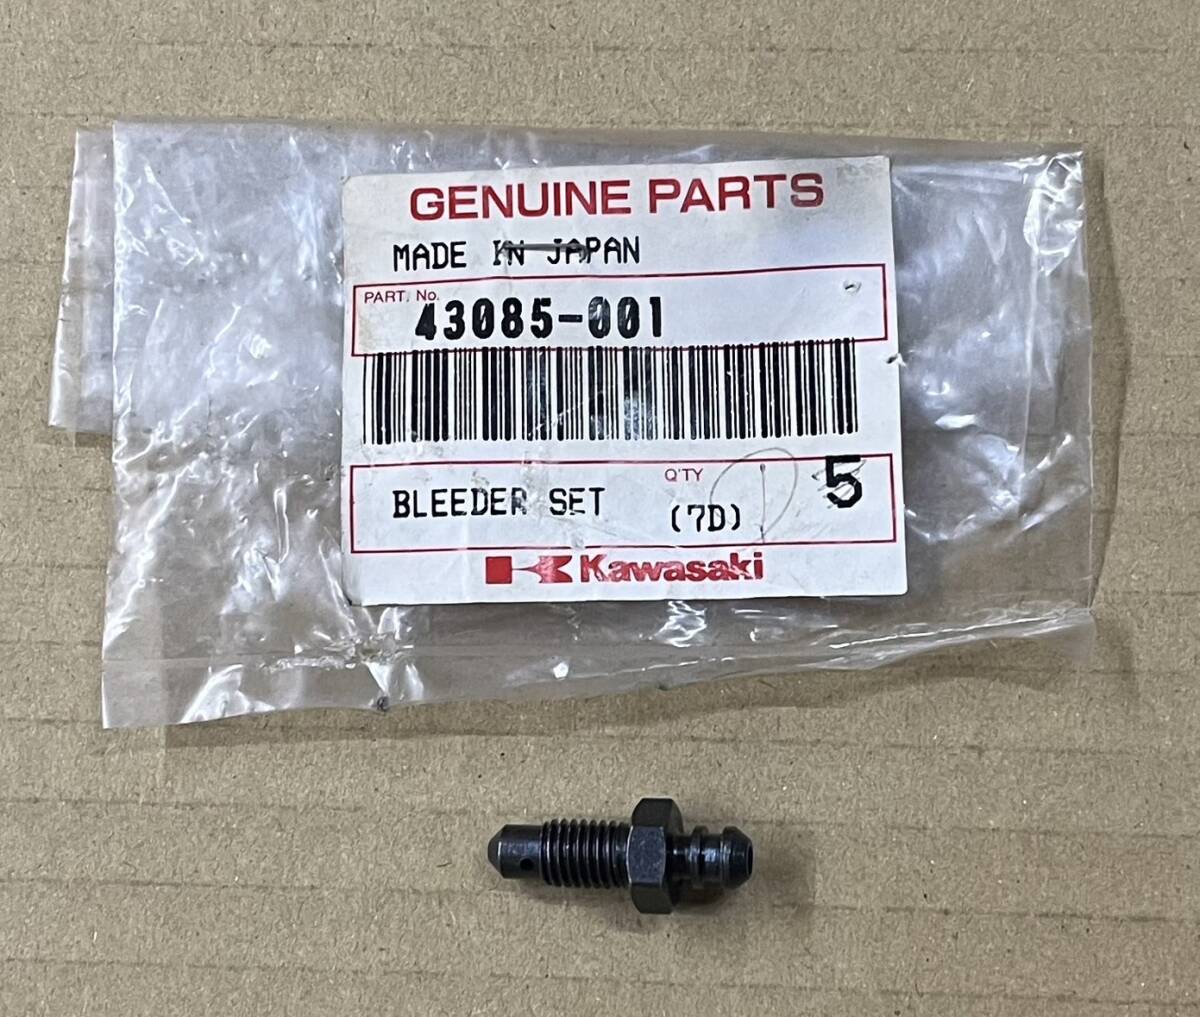 GENUINE PARTS
MADE IN JAPAN
PART. No.
43085-001
Q'TY
BLEEDER SET (7D) 5
Kawasaki